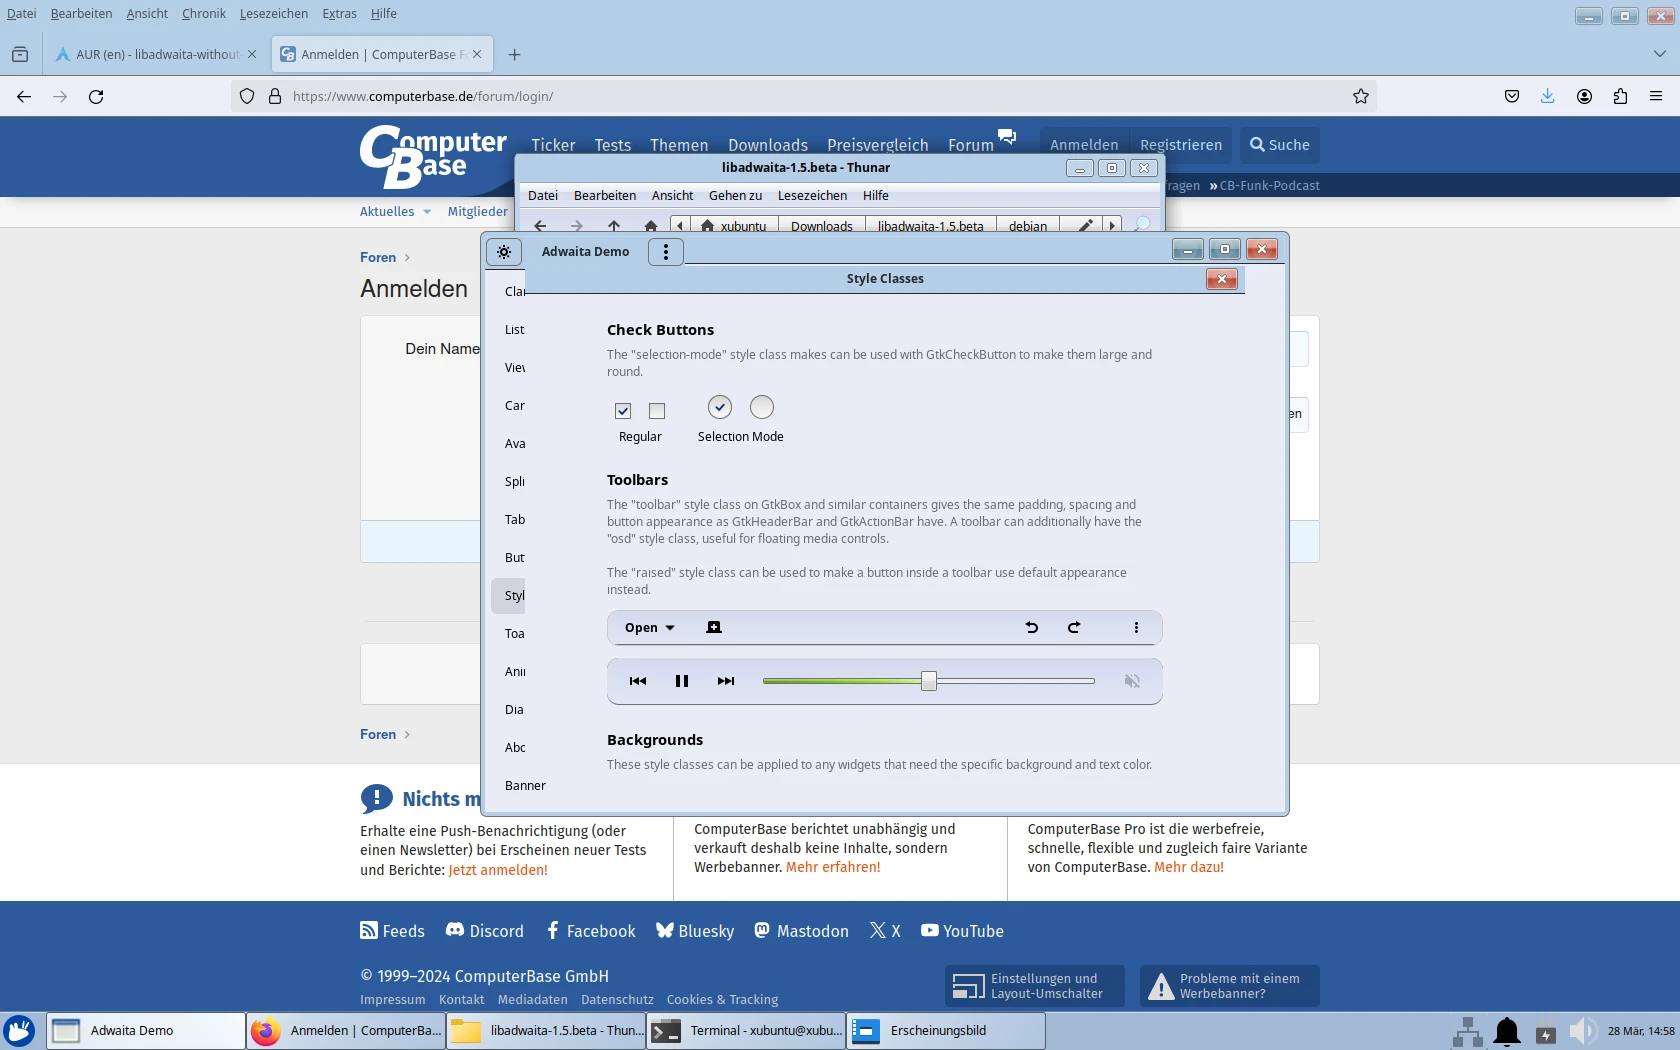 Datei Bearbeiten Ansicht Chronik Lesezeichen Extras Hilfe
AUR (en) - libadwaita-without-
Anmelden | ComputerBase F
https://www.computerbase.de/forum/login/
ComputerBase
Ticker Tests Themen Downloads Preisvergleich Forum Anmelden Registrieren Suche
fragen » CB-Funk-Podcast
Aktuelles Mitglieder
libadwaita-1.5.beta - Thunar
Datei Bearbeiten Ansicht Gehen zu Lesezeichen Hilfe
xubuntu Downloads libadwaita-1.5.beta debian
Adwaita Demo
Style Classes
Foren
Anmelden
Dein Name
en
Clar
List
View
Car
Ava
Spli
Tab
But
Styl
Toa
Ani
Dia
Abo
Banner
Check Buttons
The "selection-mode" style class makes can be used with GtkCheckButton to make them large and
round.
Regular Selection Mode
Toolbars
The "toolbar" style class on GtkBox and similar containers gives the same padding, spacing and
button appearance as GtkHeaderBar and GtkActionBar have. A toolbar can additionally have the
"osd" style class, useful for floating media controls.
The "raised" style class can be used to make a button inside a toolbar use default appearance
instead.
Open
Backgrounds
These style classes can be applied to any widgets that need the specific background and text color.
Foren
Nichts m
Erhalte eine Push-Benachrichtigung (oder
einen Newsletter) bei Erscheinen neuer Tests
und Berichte: Jetzt anmelden!
ComputerBase berichtet unabhängig und
verkauft deshalb keine Inhalte, sondern
Werbebanner. Mehr erfahren!
ComputerBase Pro ist die werbefreie,
schnelle, flexible und zugleich faire Variante
von ComputerBase. Mehr dazu!
Feeds Discord Facebook Bluesky Mastodon X YouTube
© 1999–2024 ComputerBase GmbH
Impressum Kontakt Mediadaten Datenschutz Cookies & Tracking
Einstellungen und
Layout-Umschalter
Probleme mit einem
Werbebanner?
Adwaita Demo
Anmelden | ComputerBa...
libadwaita-1.5.beta - Thun...
Terminal - xubuntu@xubu...
Erscheinungsbild
28 Mär, 14:58